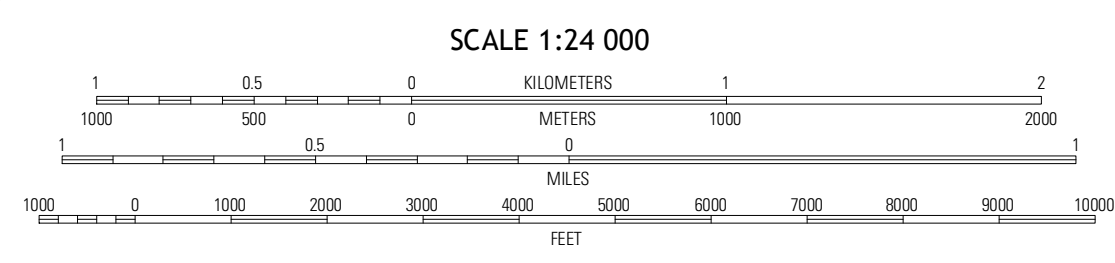 SCALE 1:24 000
1 0.5 0 KILOMETERS 1 2
1000 500 0 METERS 1000 2000
1 0.5 0 1
MILES
1000 0 1000 2000 3000 4000 5000 6000 7000 8000 9000 10000
FEET